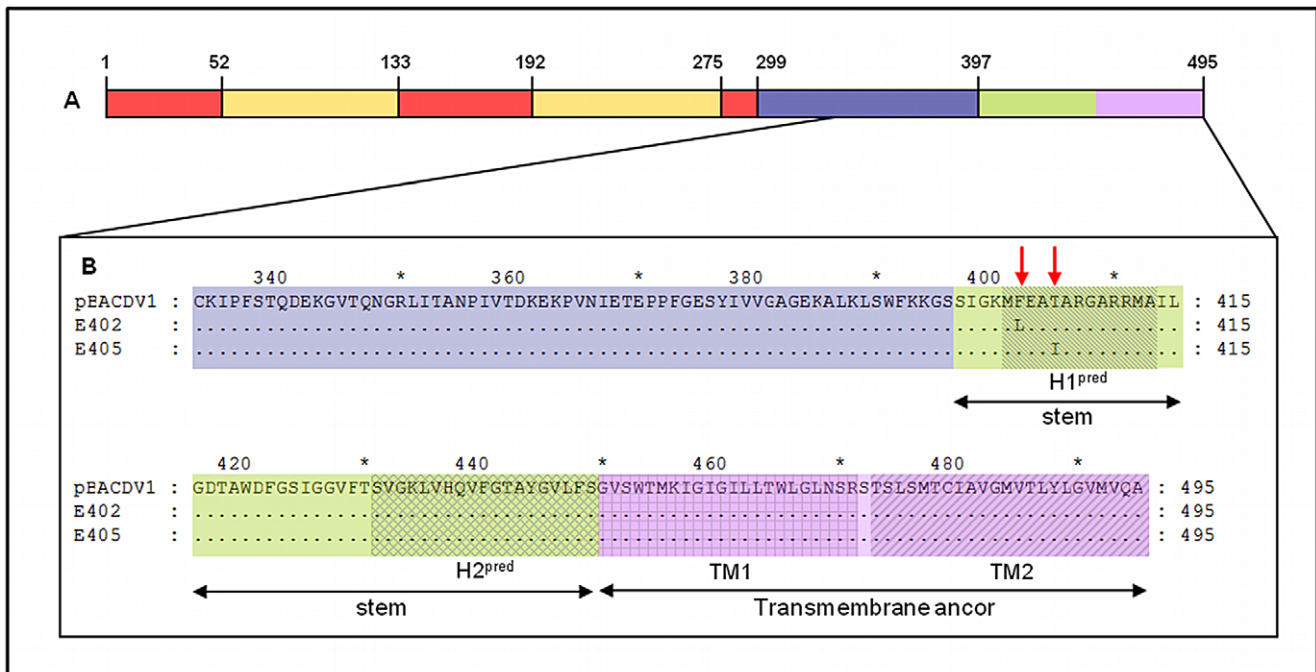 1 52 133 192 275 299 397 495
A
B
340 * 360 * 380 * 400 *
pEACDV1 : CKIPFSTQDEKGVTQNGRLITANPIVTDKEKPVNIETEPPFGESYIVVGAGEKALKLSWFKKGSSIGKMFEATARGARRMAIL : 415
E402 : .....................................................................L............. : 415
E405 : ........................................................................I.......... : 415
H1pred
stem
420 * 440 * 460 * 480 *
pEACDV1 : GDTAWDFGSIGGVFTSVGKLVHQVFGTAYGVLFSGVSWTMKIGIGILLTWLGLNSRSTSLSMTCIAVGMVTLYLGVMVQA : 495
E402 : ................................................................................ : 495
E405 : ................................................................................ : 495
H2pred TM1 TM2
stem Transmembrane ancor